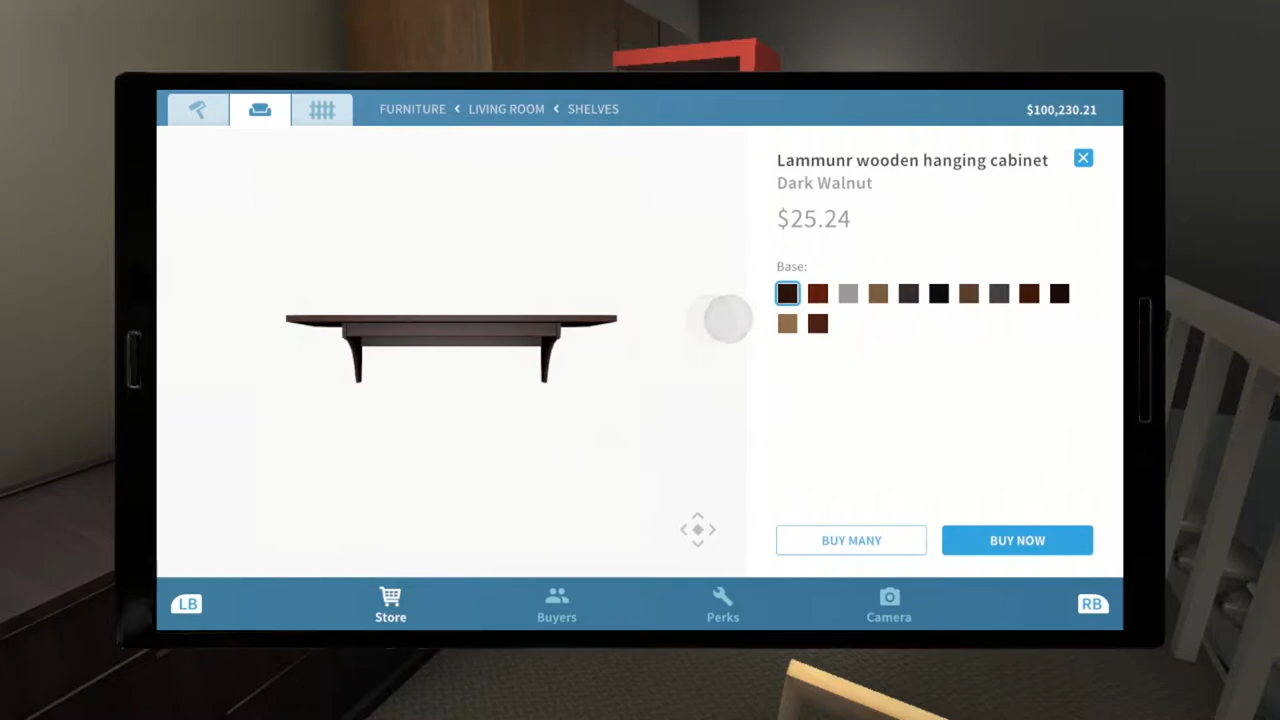 FURNITURE < LIVING ROOM < SHELVES
$100,230.21
Lammunr wooden hanging cabinet
Dark Walnut
$25.24
Base:
BUY MANY
BUY NOW
LB
Store
Buyers
Perks
Camera
RB